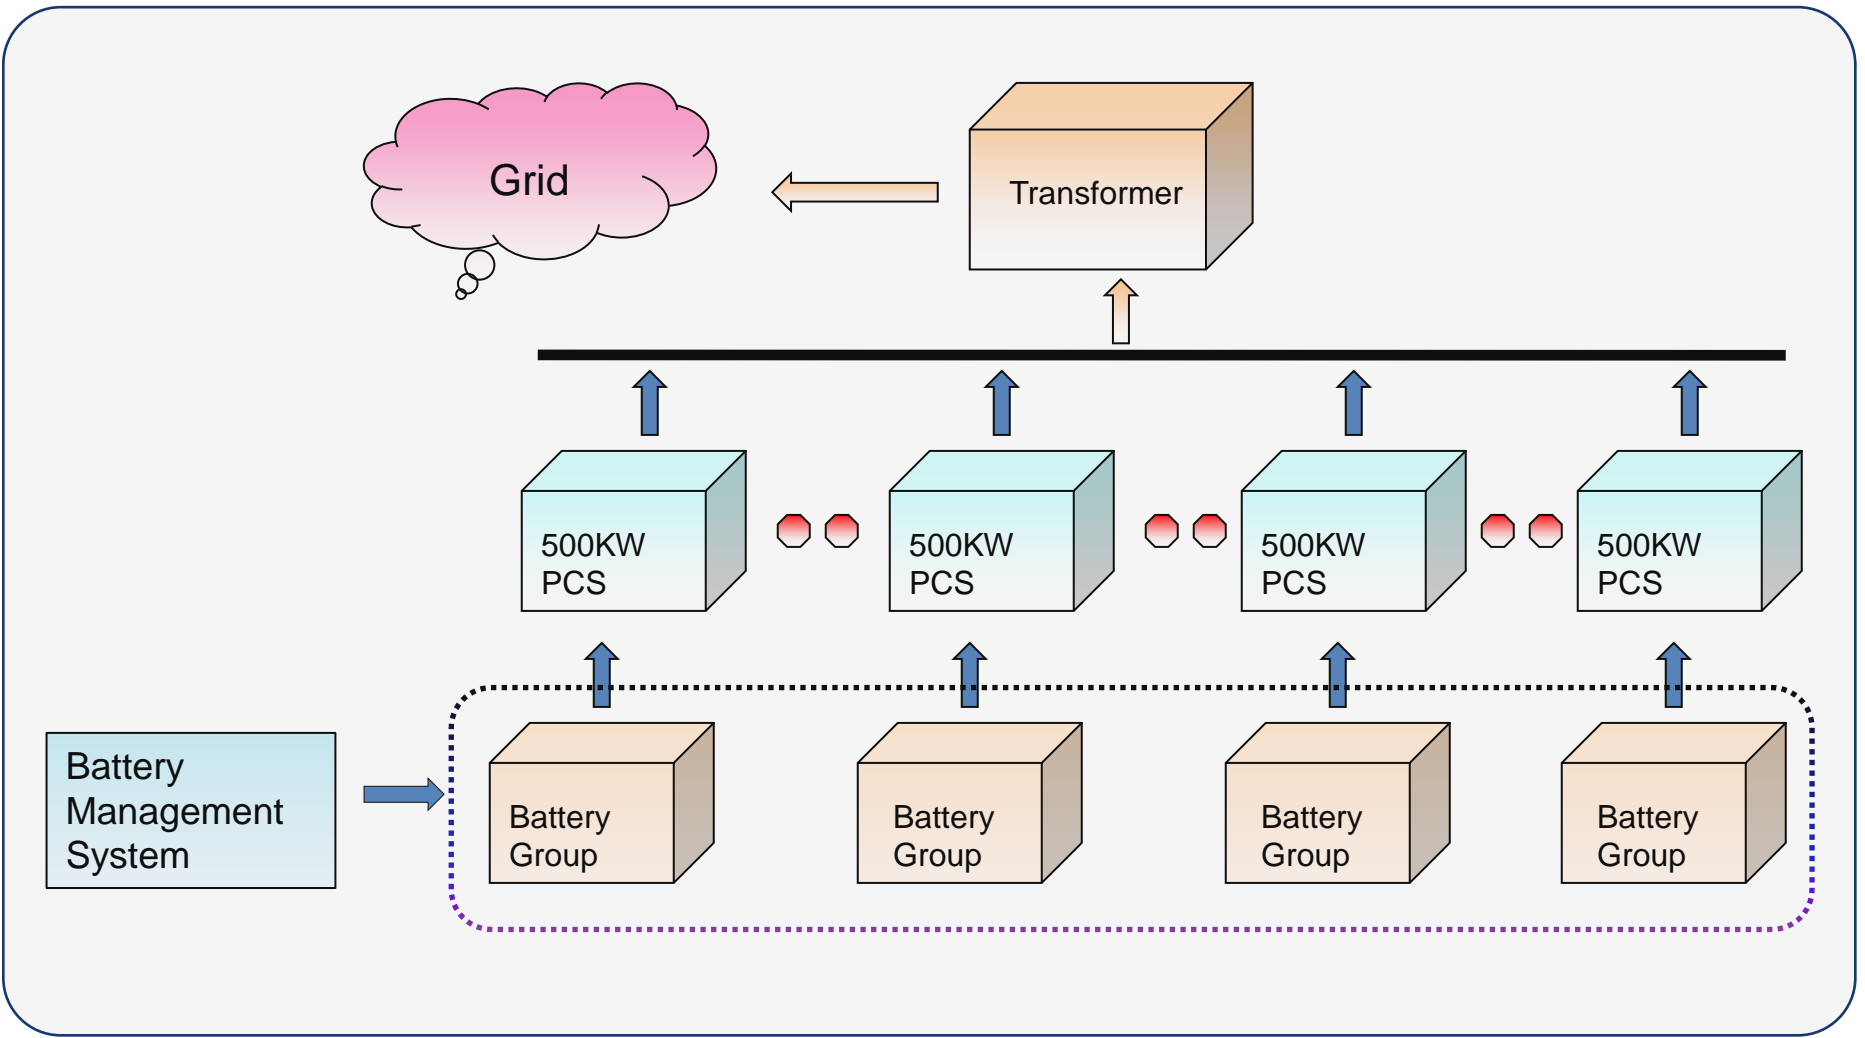 Grid
Transformer
500KW
PCS
500KW
PCS
500KW
PCS
500KW
PCS
Battery
Management
System
Battery
Group
Battery
Group
Battery
Group
Battery
Group